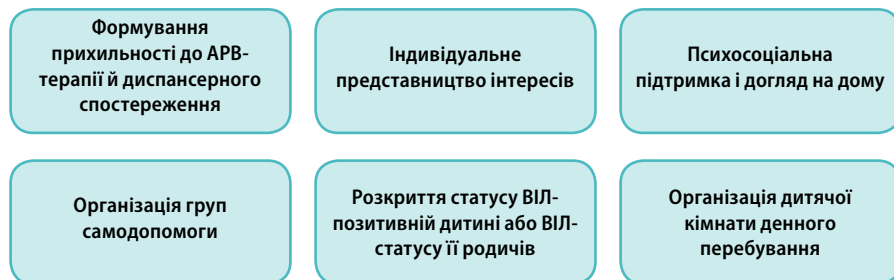 Формування
прихильності до АРВ-
терапії й диспансерного
спостереження
Індивідуальне
представництво інтересів
Психосоціальна
підтримка і догляд на дому
Організація груп
самодопомоги
Розкриття статусу ВІЛ-
позитивній дитині або ВІЛ-
статусу її родичів
Організація дитячої
кімнати денного
перебування